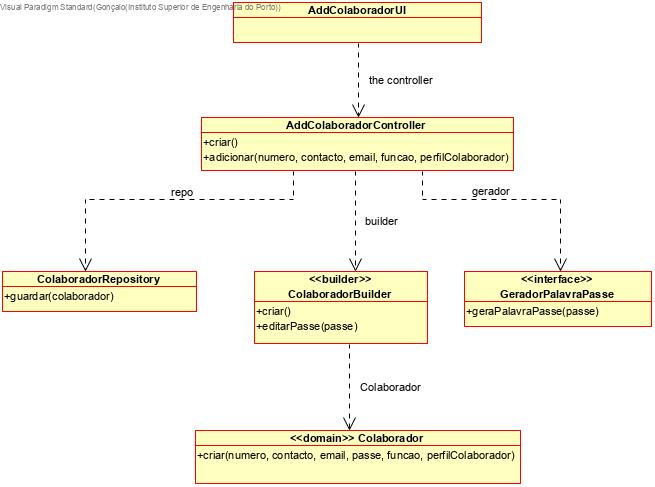 Visual Paradigm Standard(Gonçalo(Instituto Superior de Engenharia do Porto))
AddColaboradorUI
the controller
AddColaboradorController
+criar()
+adicionar(numero, contacto, email, funcao, perfilColaborador)
repo
builder
gerador
ColaboradorRepository
+guardar(colaborador)
<<builder>>
ColaboradorBuilder
+criar()
+editarPasse(passe)
<<interface>>
GeradorPalavraPasse
+geraPalavraPasse(passe)
Colaborador
<<domain>> Colaborador
+criar(numero, contacto, email, passe, funcao, perfilColaborador)